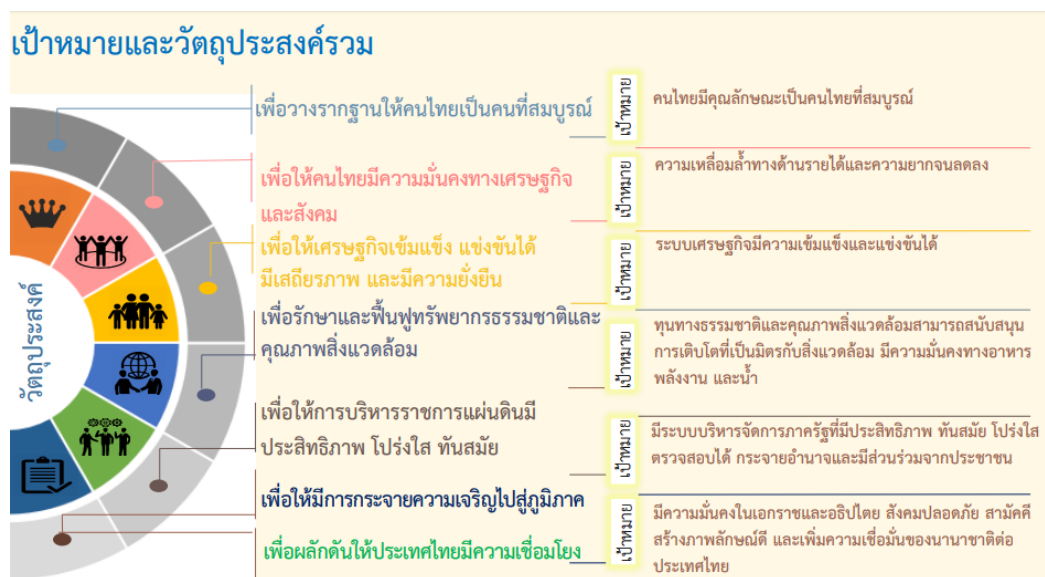 เป้าหมายและวัตถุประสงค์รวม
วัตถุประสงค์
เพื่อวางรากฐานให้คนไทยเป็นคนที่สมบูรณ์
เป้าหมาย
คนไทยมีคุณลักษณะเป็นคนไทยที่สมบูรณ์
เพื่อให้คนไทยมีความมั่นคงทางเศรษฐกิจ
และสังคม
เป้าหมาย
ความเหลื่อมล้ำทางด้านรายได้และความยากจนลดลง
เพื่อให้เศรษฐกิจเข้มแข็ง แข่งขันได้
มีเสถียรภาพ และมีความยั่งยืน
เป้าหมาย
ระบบเศรษฐกิจมีความเข้มแข็งและแข่งขันได้
เพื่อรักษาและฟื้นฟูทรัพยากรธรรมชาติและ
คุณภาพสิ่งแวดล้อม
เป้าหมาย
ทุนทางธรรมชาติและคุณภาพสิ่งแวดล้อมสามารถสนับสนุน
การเติบโตที่เป็นมิตรกับสิ่งแวดล้อม มีความมั่นคงทางอาหาร
พลังงาน และน้ำ
เพื่อให้การบริหารราชการแผ่นดินมี
ประสิทธิภาพ โปร่งใส ทันสมัย
เป้าหมาย
มีระบบบริหารจัดการภาครัฐที่มีประสิทธิภาพ ทันสมัย โปร่งใส
ตรวจสอบได้ กระจายอำนาจและมีส่วนร่วมจากประชาชน
เพื่อให้มีการกระจายความเจริญไปสู่ภูมิภาค
เพื่อผลักดันให้ประเทศไทยมีความเชื่อมโยง
เป้าหมาย
มีความมั่นคงในเอกราชและอธิปไตย สังคมปลอดภัย สามัคคี
สร้างภาพลักษณ์ดี และเพิ่มความเชื่อมั่นของนานาชาติต่อ
ประเทศไทย